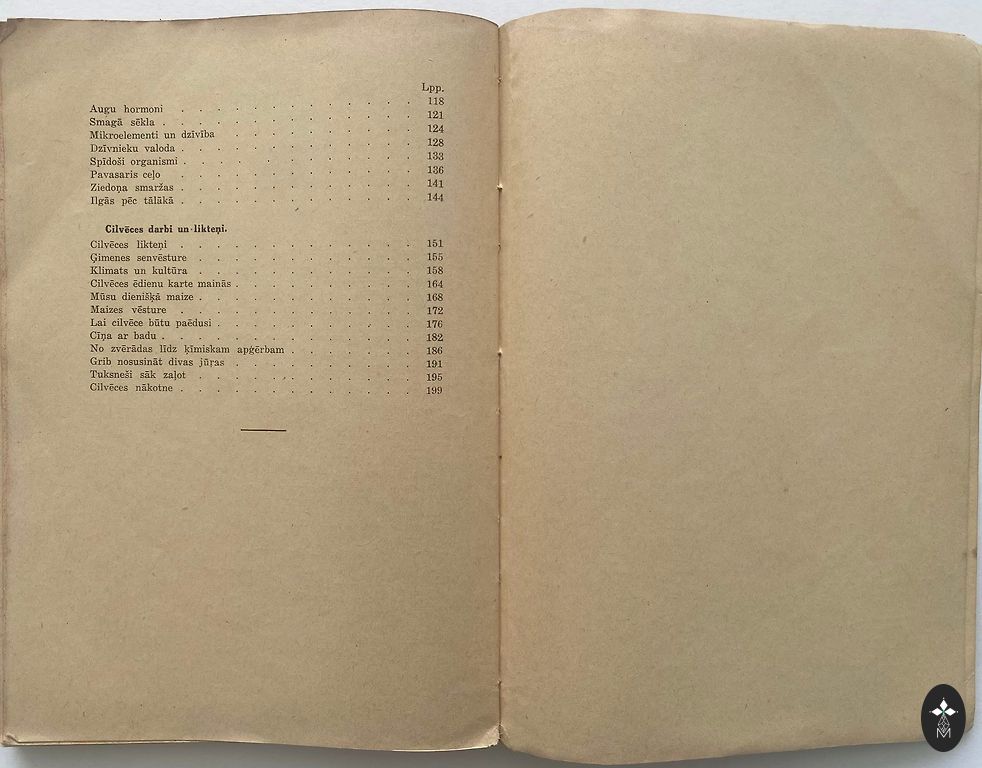 Lpp.
Augu hormoni . . . . . . . . . . . 118
Smagā sēkla . . . . . . . . . . . . 121
Mikroelementi un dzīvība . . . . . . . . . 124
Dzīvnieku valoda . . . . . . . . . . . 128
Spīdoši organismi . . . . . . . . . . . 133
Pavasaris ceļo . . . . . . . . . . . 136
Ziedoņa smaržas . . . . . . . . . . . 141
Ilgās pēc tālākā . . . . . . . . . . . 144
Cilvēces darbi un likteņi.
Cilvēces likteņi . . . . . . . . . . . 151
Ģimenes senvēsture . . . . . . . . . . 155
Klimats un kultūra . . . . . . . . . . 158
Cilvēces ēdienu karte mainās . . . . . . . . 164
Mūsu dienišķā maize . . . . . . . . . . 168
Maizes vēsture . . . . . . . . . . . 172
Lai cilvēce būtu paēdusi . . . . . . . . . 176
Cīņa ar badu . . . . . . . . . . . . 182
No zvērādas līdz ķīmiskam apģērbam . . . . . . 186
Grib nosusināt divas jūras . . . . . . . . 191
Tuksneši sāk zaļot . . . . . . . . . . 195
Cilvēces nākotne . . . . . . . . . . . 199
M